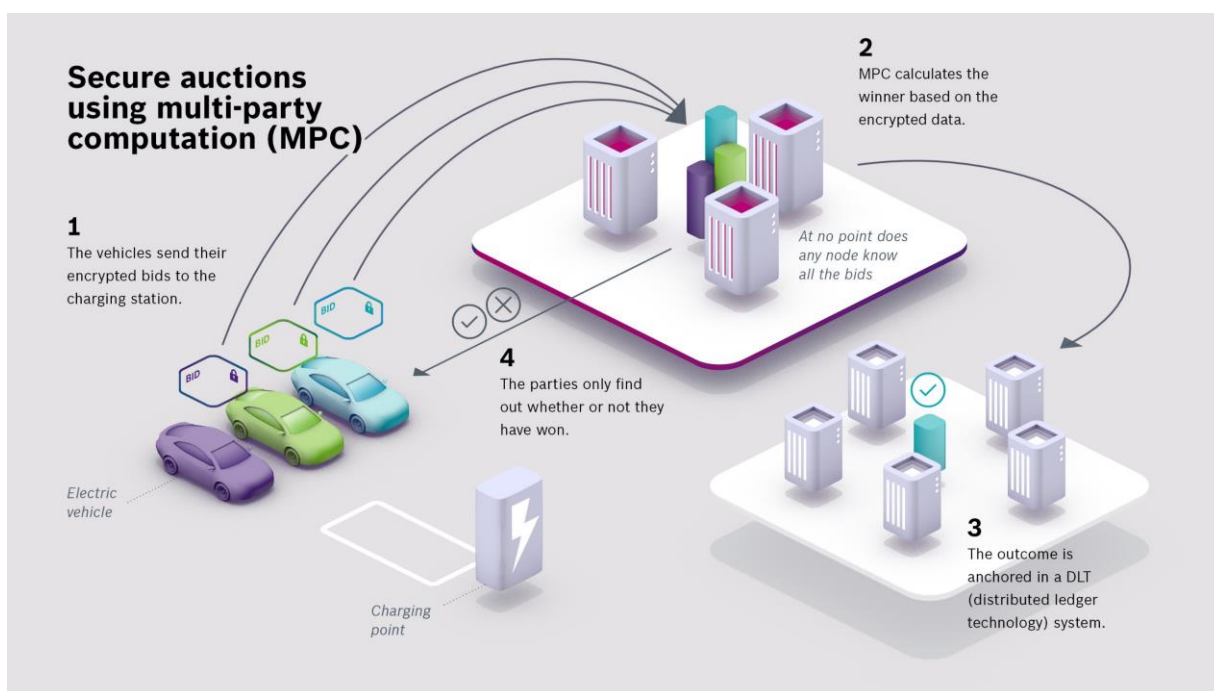 Secure auctions
using multi-party
computation (MPC)
1
The vehicles send their
encrypted bids to the
charging station.
BID
BID
BID
Electric
vehicle
2
MPC calculates the
winner based on the
encrypted data.
At no point does
any node know
all the bids
4
The parties only find
out whether or not they
have won.
Charging
point
3
The outcome is
anchored in a DLT
(distributed ledger
technology) system.